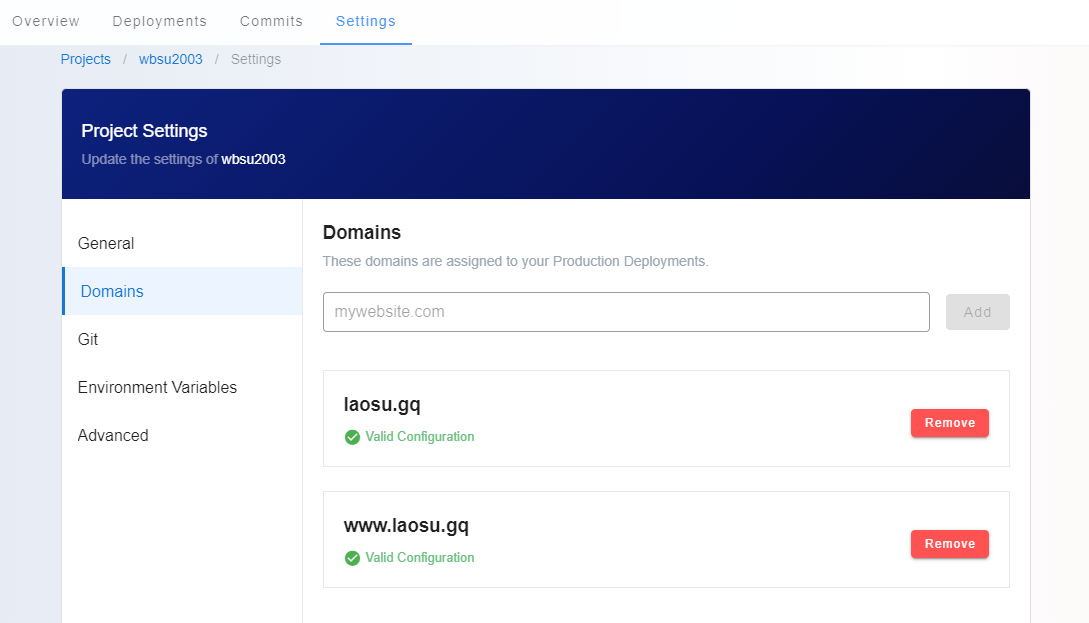 Overview Deployments Commits Settings
Projects / wbsu2003 / Settings
Project Settings
Update the settings of wbsu2003
General
Domains
Git
Environment Variables
Advanced
Domains
These domains are assigned to your Production Deployments.
mywebsite.com Add
laosu.gq
Valid Configuration
Remove
www.laosu.gq
Valid Configuration
Remove